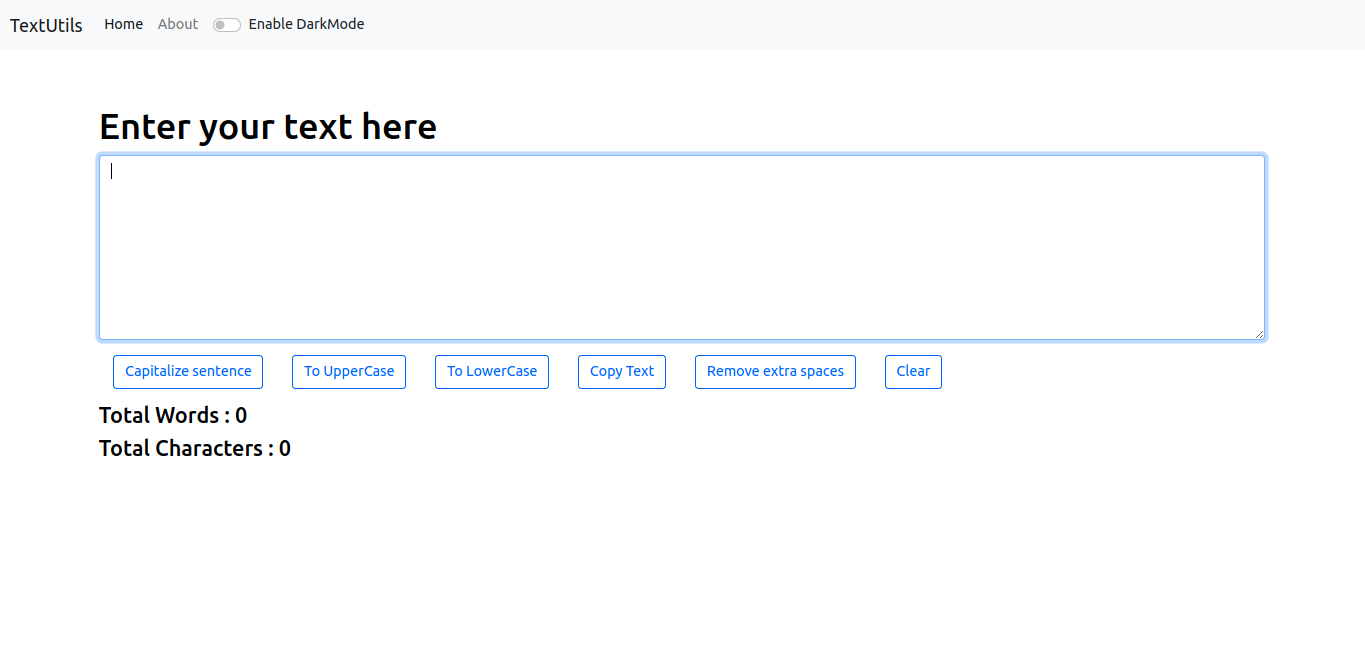 TextUtils Home About Enable DarkMode
Enter your text here
Capitalize sentence To UpperCase To LowerCase Copy Text Remove extra spaces Clear
Total Words : 0
Total Characters : 0